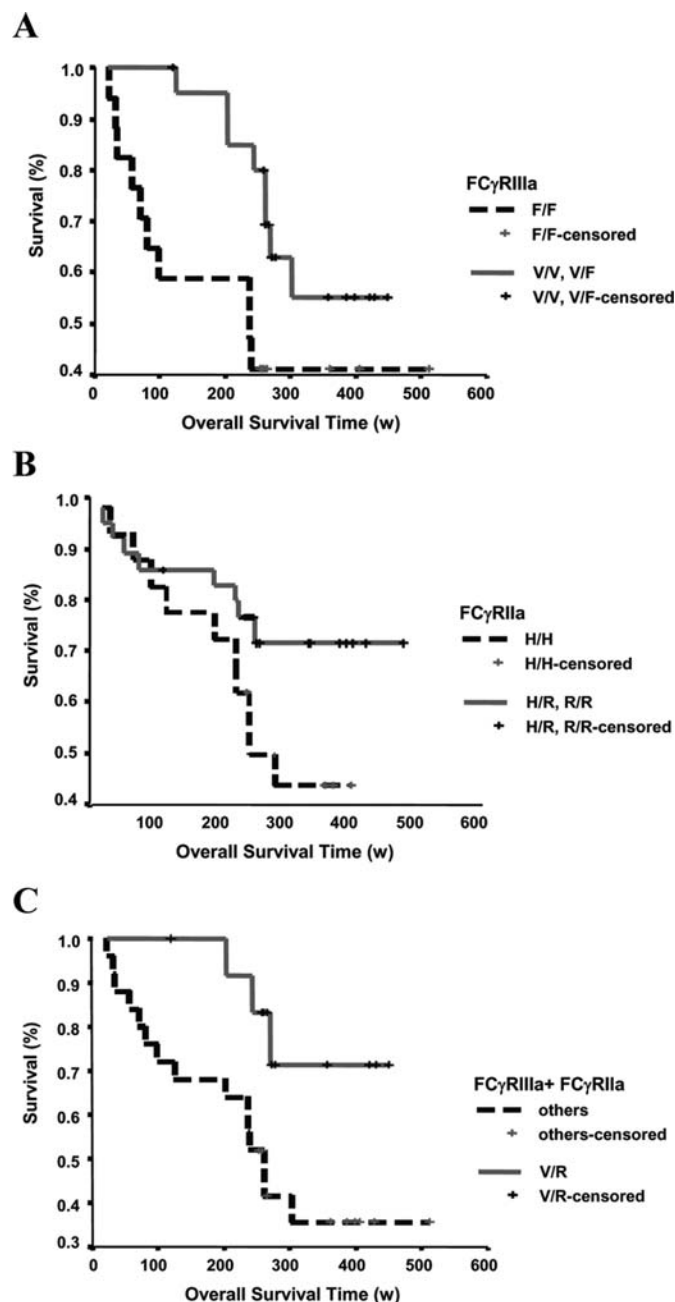 A
1.0
0.9
0.8
0.7
0.6
0.5
0.4
Survival (%)
0 100 200 300 400 500 600
Overall Survival Time (w)
FCγRIIIa
F/F
F/F-censored
V/V, V/F
V/V, V/F-censored
B
1.0
0.9
0.8
0.7
0.6
0.5
0.4
Survival (%)
100 200 300 400 500 600
Overall Survival Time (w)
FCγRIIa
H/H
H/H-censored
H/R, R/R
H/R, R/R-censored
C
1.0
0.9
0.8
0.7
0.6
0.5
0.4
0.3
Survival (%)
0 100 200 300 400 500 600
Overall Survival Time (w)
FCγRIIIa+ FCγRIIa
others
others-censored
V/R
V/R-censored